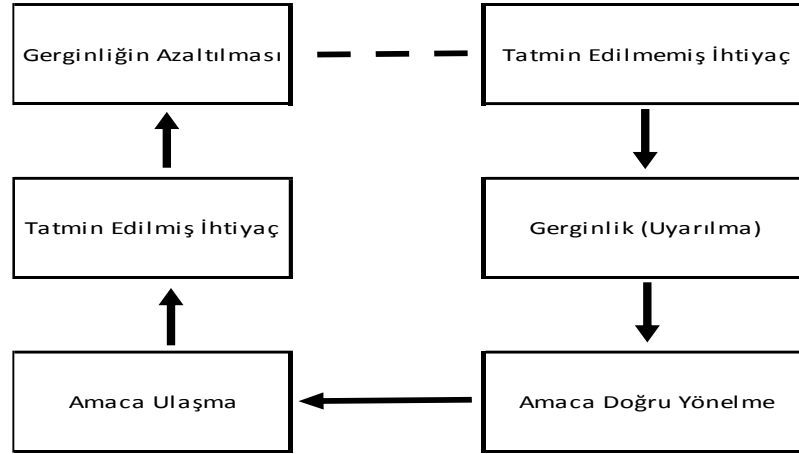 Gerginliğin Azaltılması
Tatmin Edilmemiş İhtiyaç
Tatmin Edilmiş İhtiyaç
Gerginlik (Uyarılma)
Amaca Ulaşma
Amaca Doğru Yönelme